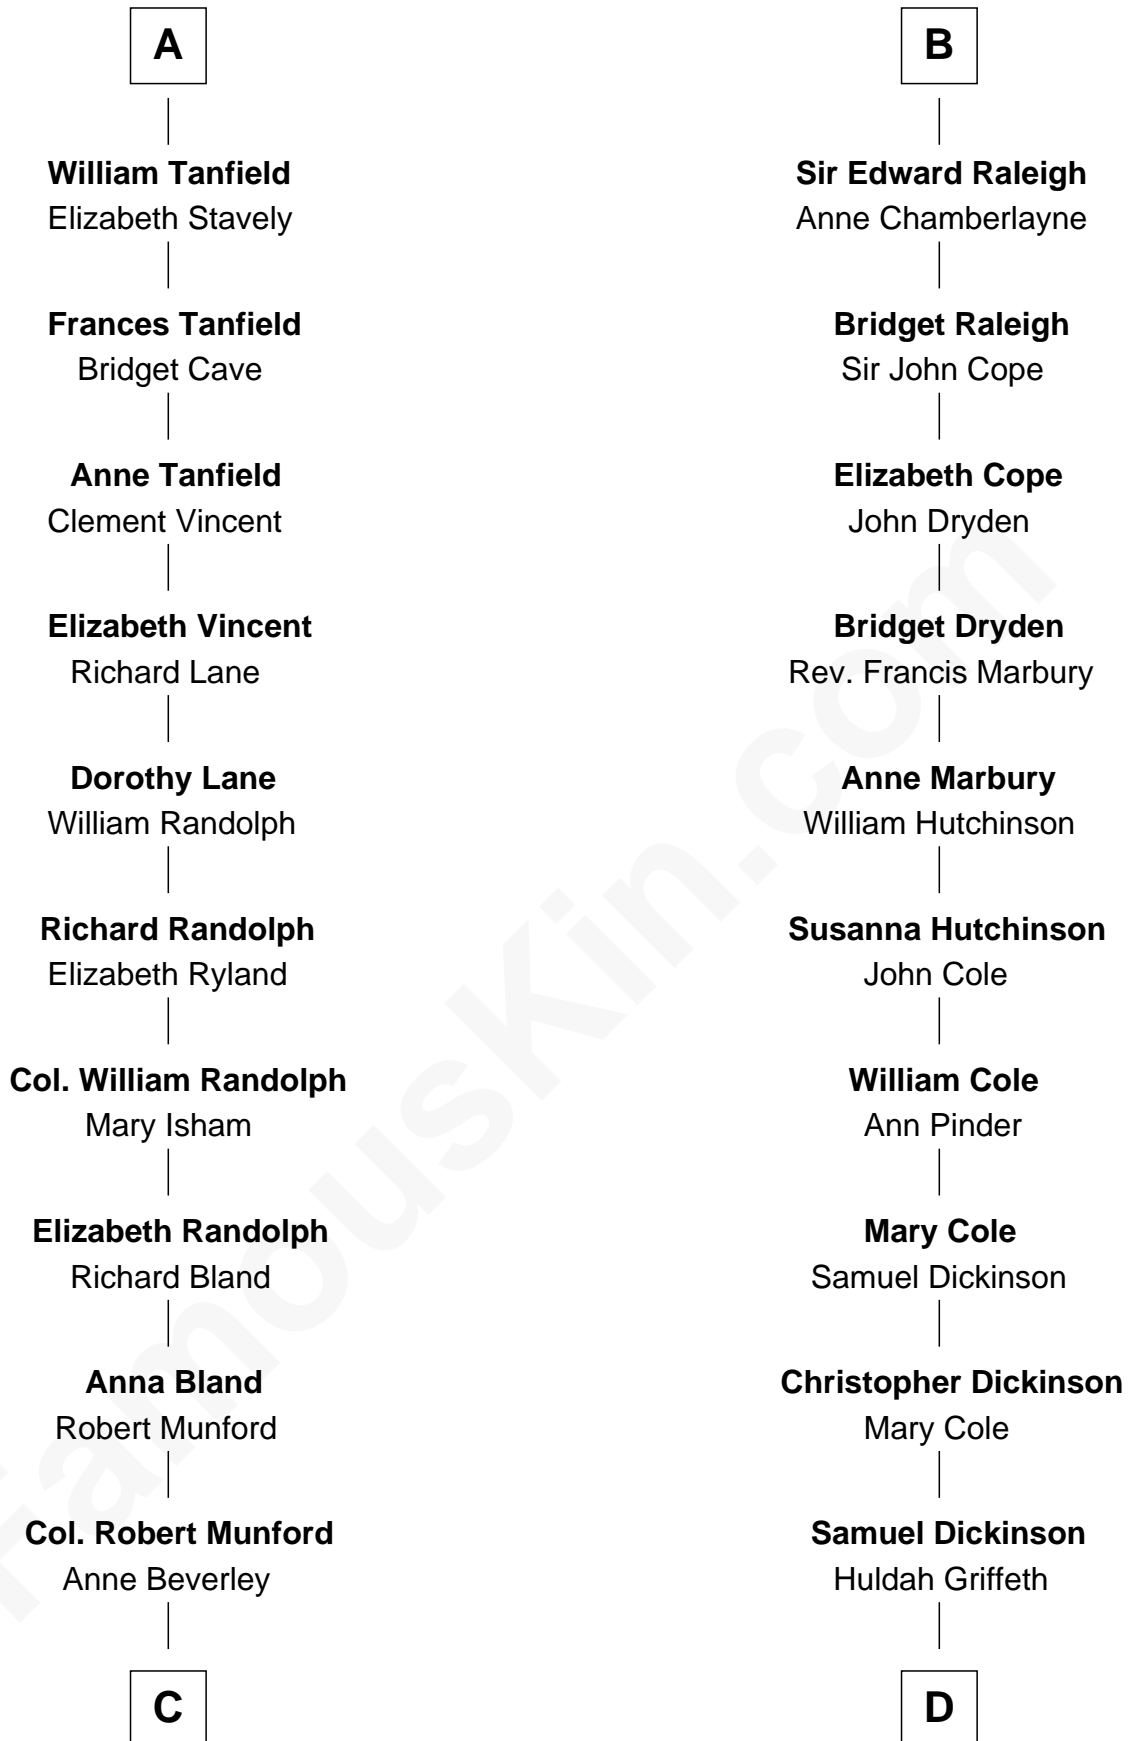 A
William Tanfield
Elizabeth Stavely
Frances Tanfield
Bridget Cave
Anne Tanfield
Clement Vincent
Elizabeth Vincent
Richard Lane
Dorothy Lane
William Randolph
Richard Randolph
Elizabeth Ryland
Col. William Randolph
Mary Isham
Elizabeth Randolph
Richard Bland
Anna Bland
Robert Munford
Col. Robert Munford
Anne Beverley
C
B
Sir Edward Raleigh
Anne Chamberlayne
Bridget Raleigh
Sir John Cope
Elizabeth Cope
John Dryden
Bridget Dryden
Rev. Francis Marbury
Anne Marbury
William Hutchinson
Susanna Hutchinson
John Cole
William Cole
Ann Pinder
Mary Cole
Samuel Dickinson
Christopher Dickinson
Mary Cole
Samuel Dickinson
Huldah Griffeth
D
FamousKin.com